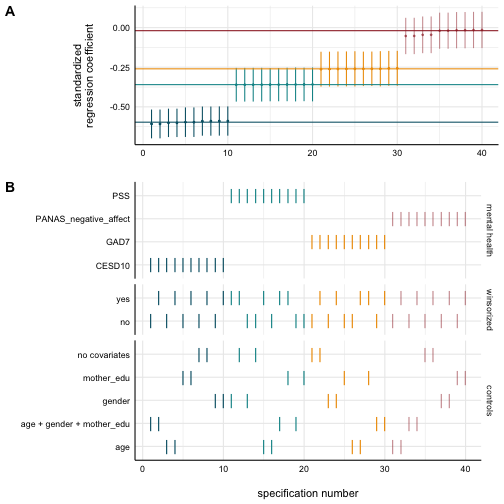 A
standardized
regression coefficient
0.00
-0.25
-0.50
0 10 20 30 40
B
PSS
PANAS_negative_affect
GAD7
CESD10
mental health
yes
no
winsorized
no covariates
mother_edu
gender
age + gender + mother_edu
age
controls
0 10 20 30 40
specification number